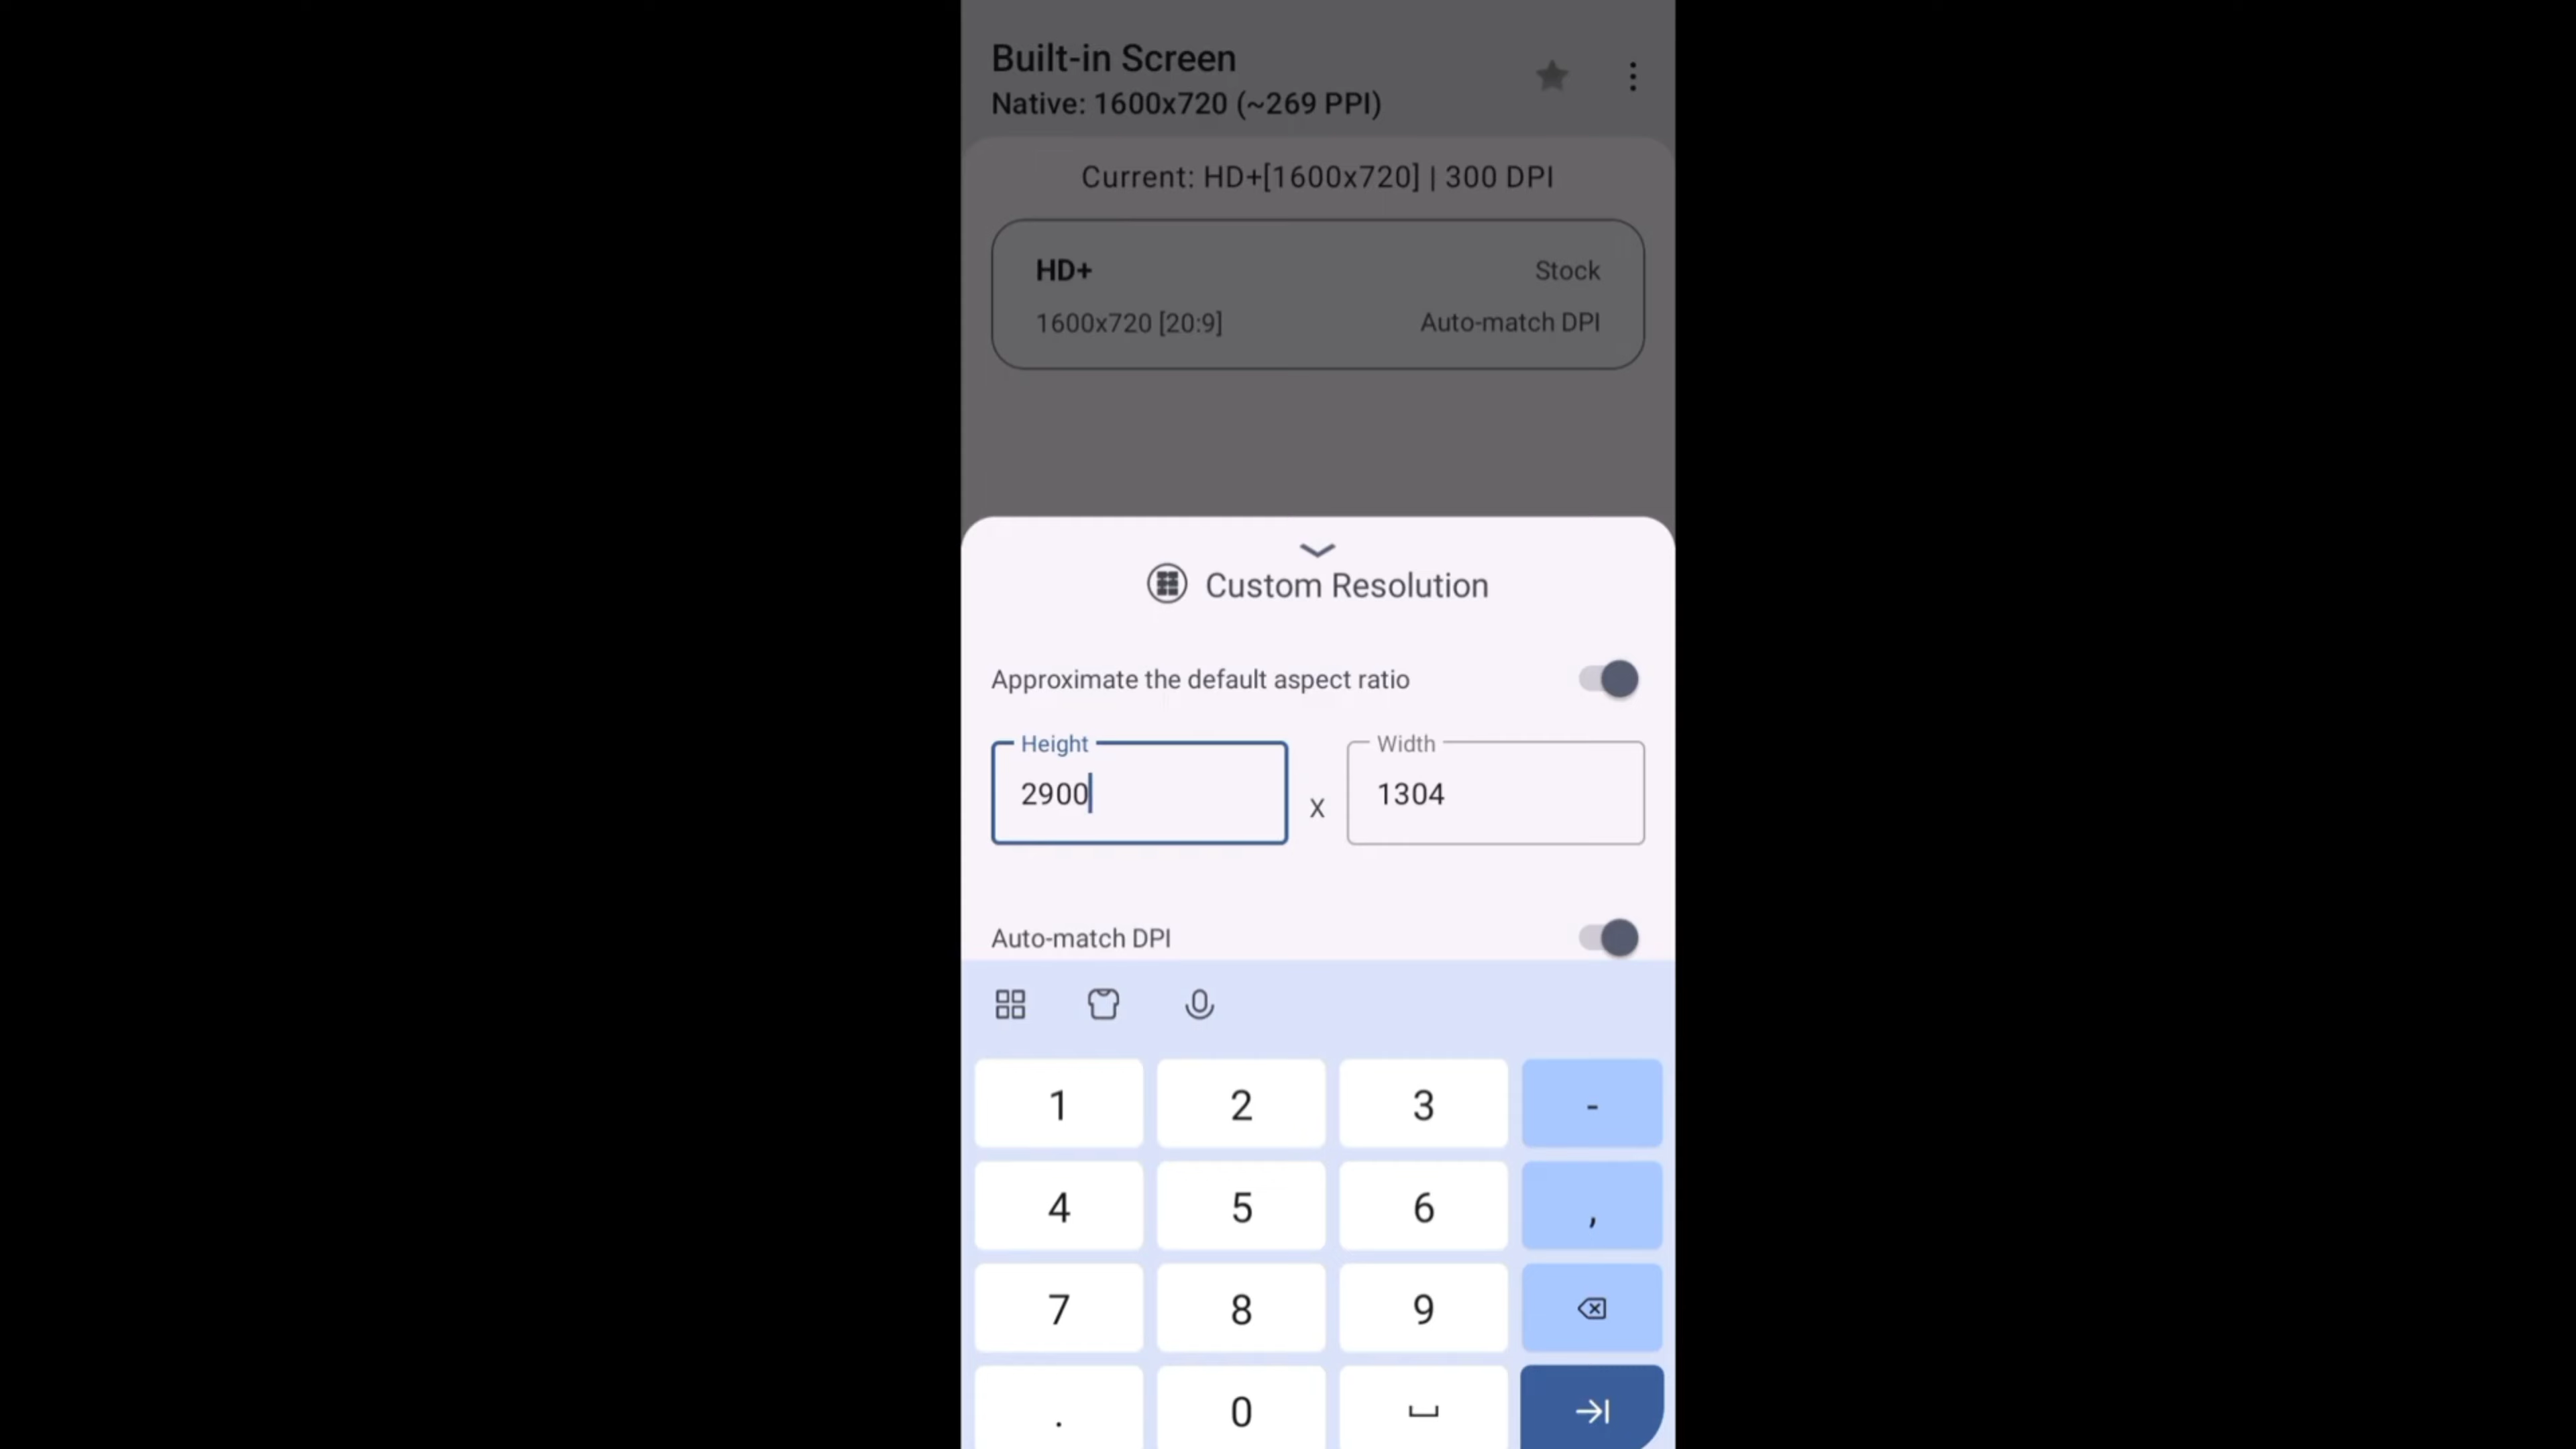 Built-in Screen
Native: 1600x720 (~269 PPI)
Current: HD+[1600x720] | 300 DPI
HD+ Stock
1600x720 [20:9] Auto-match DPI
Custom Resolution
Approximate the default aspect ratio
Height Width
2900 X 1304
Auto-match DPI
1 2 3 -
4 5 6 ,
7 8 9
. 0